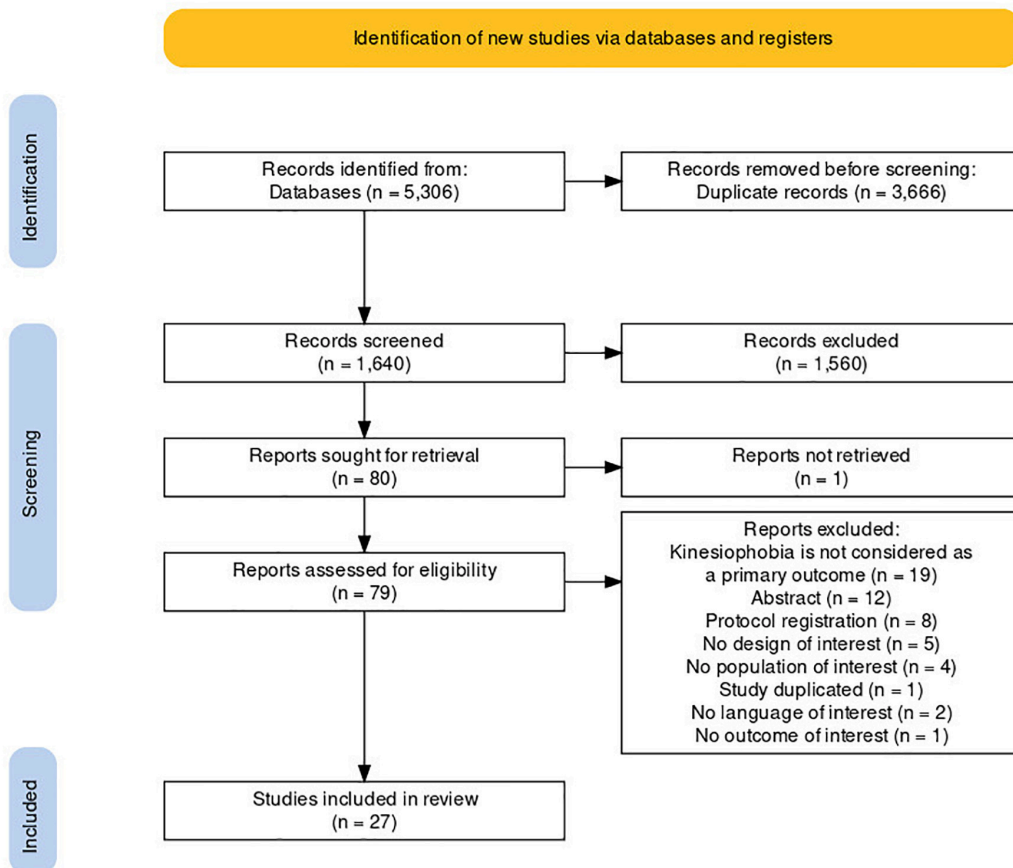 Identification of new studies via databases and registers
Identification
Records identified from:
Databases (n = 5,306)
Records removed before screening:
Duplicate records (n = 3,666)
Screening
Records screened
(n = 1,640)
Records excluded
(n = 1,560)
Reports sought for retrieval
(n = 80)
Reports not retrieved
(n = 1)
Reports assessed for eligibility
(n = 79)
Reports excluded:
Kinesiophobia is not considered as
a primary outcome (n = 19)
Abstract (n = 12)
Protocol registration (n = 8)
No design of interest (n = 5)
No population of interest (n = 4)
Study duplicated (n = 1)
No language of interest (n = 2)
No outcome of interest (n = 1)
Included
Studies included in review
(n = 27)